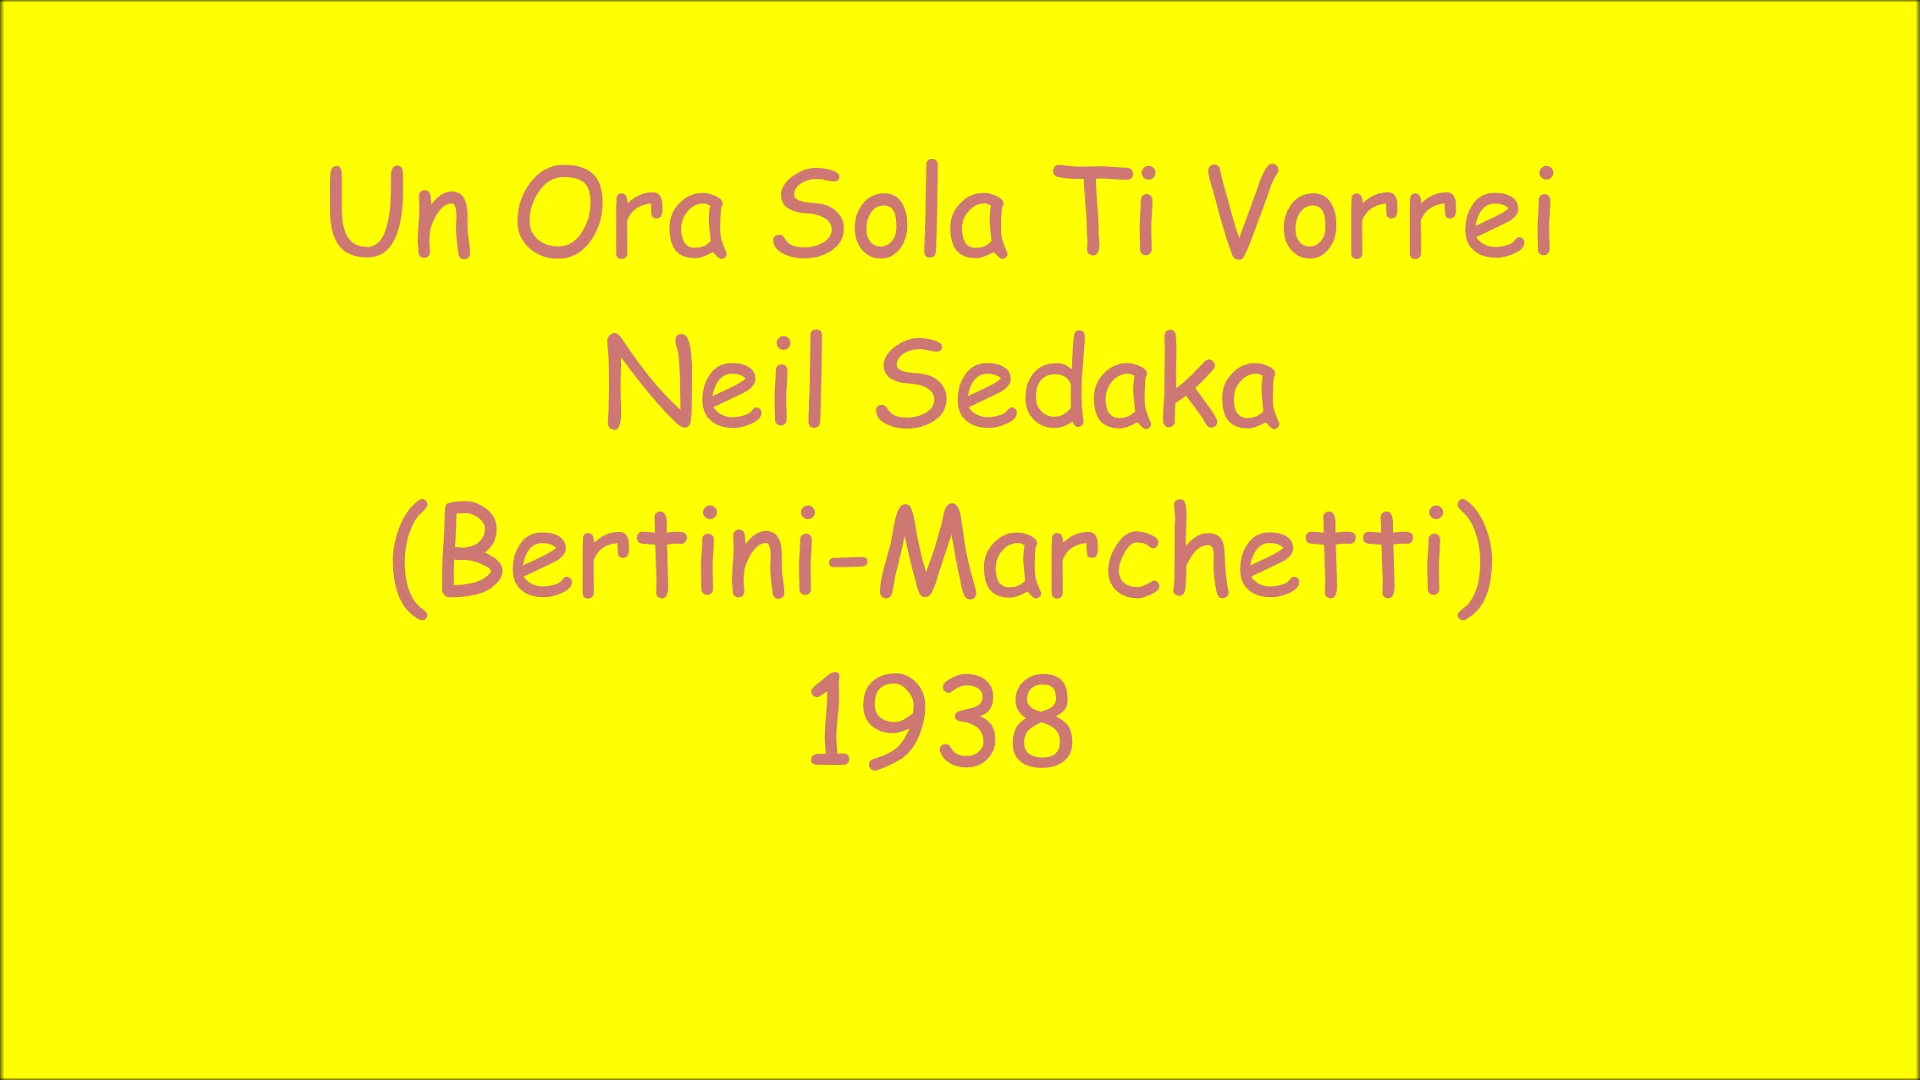 Un Ora Sola Ti Vorrei
Neil Sedaka
(Bertini-Marchetti)
1938